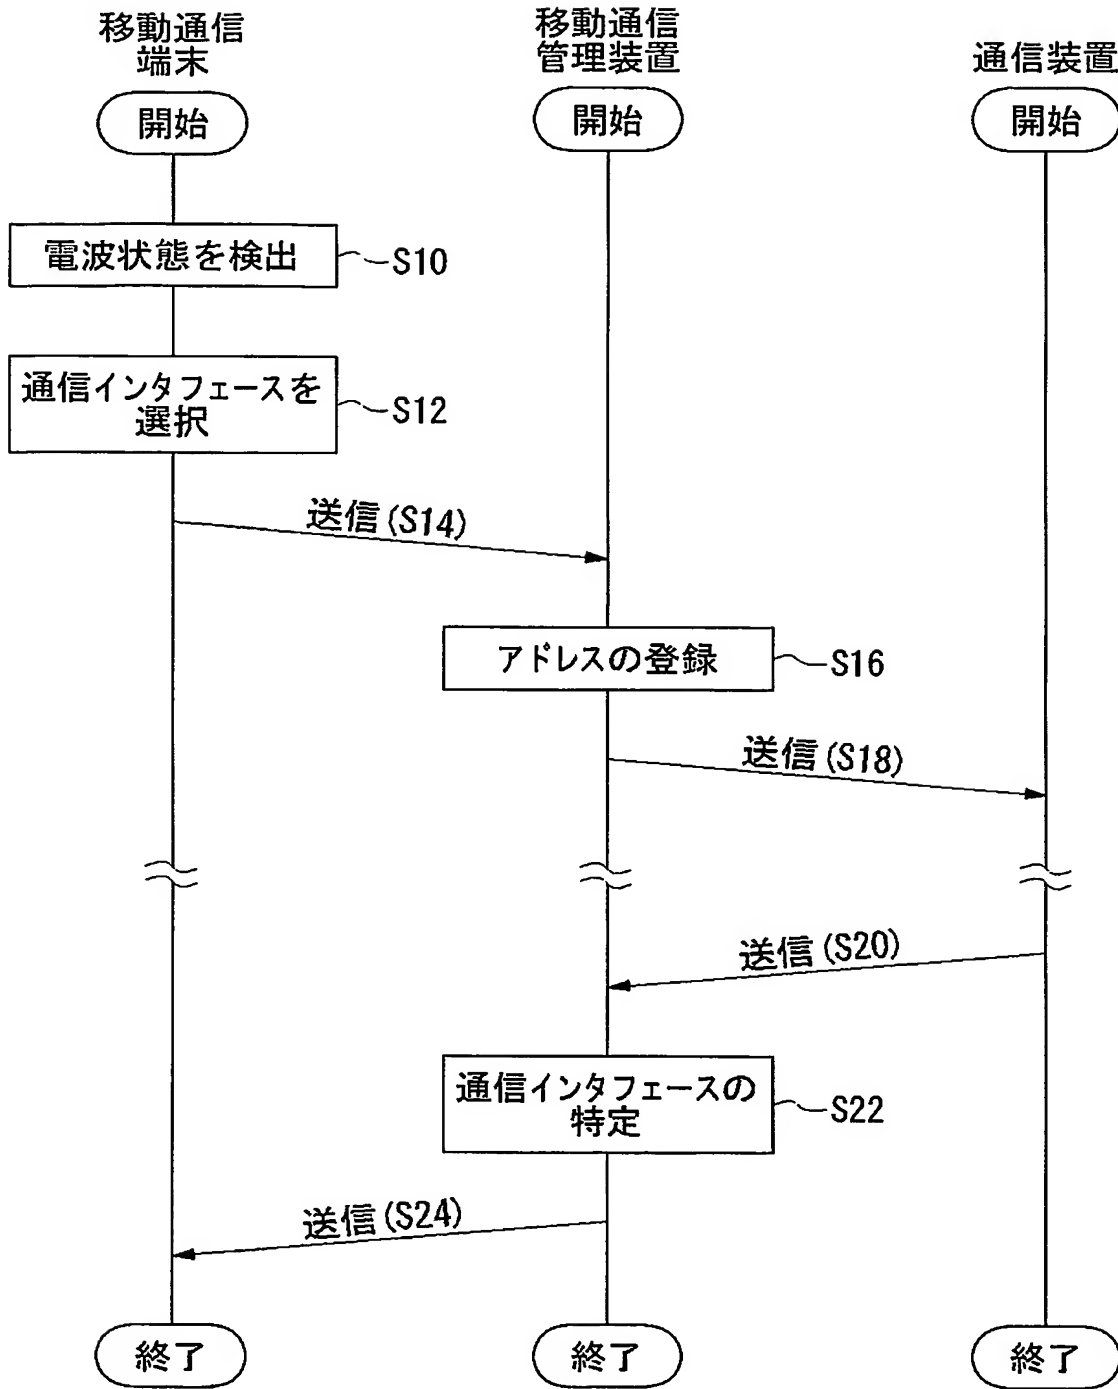 移動通信
端末
移動通信
管理装置
通信装置
開始
開始
開始
電波状態を検出
S10
通信インタフェースを
選択
S12
送信(S14)
アドレスの登録
S16
送信(S18)
送信(S20)
通信インタフェースの
特定
S22
送信(S24)
終了
終了
終了